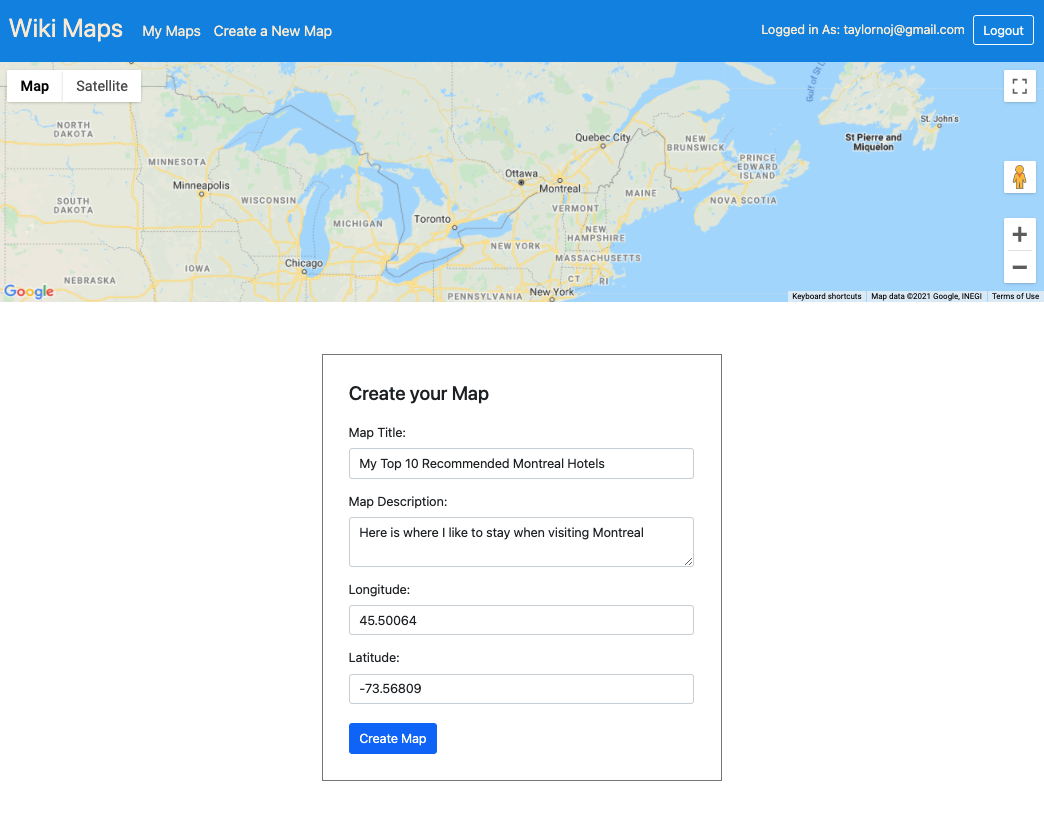 Wiki Maps My Maps Create a New Map Logged in As: taylornoj@gmail.com Logout
Map Satellite
Gulf of St L
NORTH DAKOTA
St. John's
St Pierre and Miquelon
Quebec City
NEW BRUNSWICK
MINNESOTA
PRINCE EDWARD ISLAND
Ottawa
Montreal
Minneapolis
MAINE
WISCONSIN
SOUTH DAKOTA
VERMONT
NOVA SCOTIA
Toronto
MICHIGAN
NEW HAMPSHIRE
NEW YORK
MASSACHUSETTS
Chicago
IOWA
NEBRASKA
CT RI
PENNSYLVANIA
New York
Google
Keyboard shortcuts Map data ©2021 Google, INEGI Terms of Use
Create your Map
Map Title:
My Top 10 Recommended Montreal Hotels
Map Description:
Here is where I like to stay when visiting Montreal
Longitude:
45.50064
Latitude:
-73.56809
Create Map